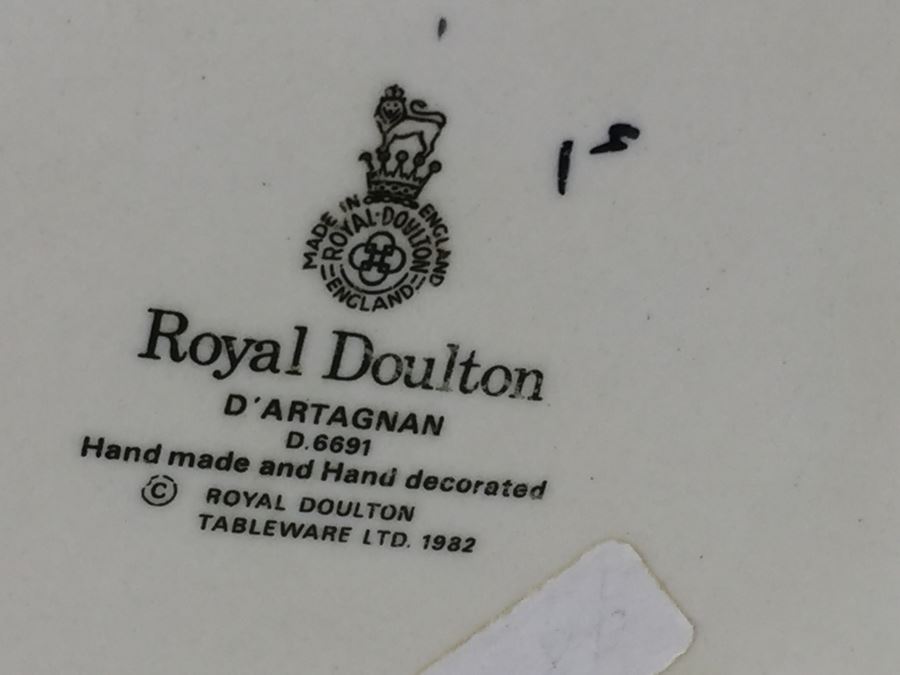 MADE IN ENGLAND
ROYAL·DOULTON
ENGLAND
Royal Doulton
D'ARTAGNAN
D.6691
Hand made and Hand decorated
© ROYAL DOULTON
TABLEWARE LTD. 1982